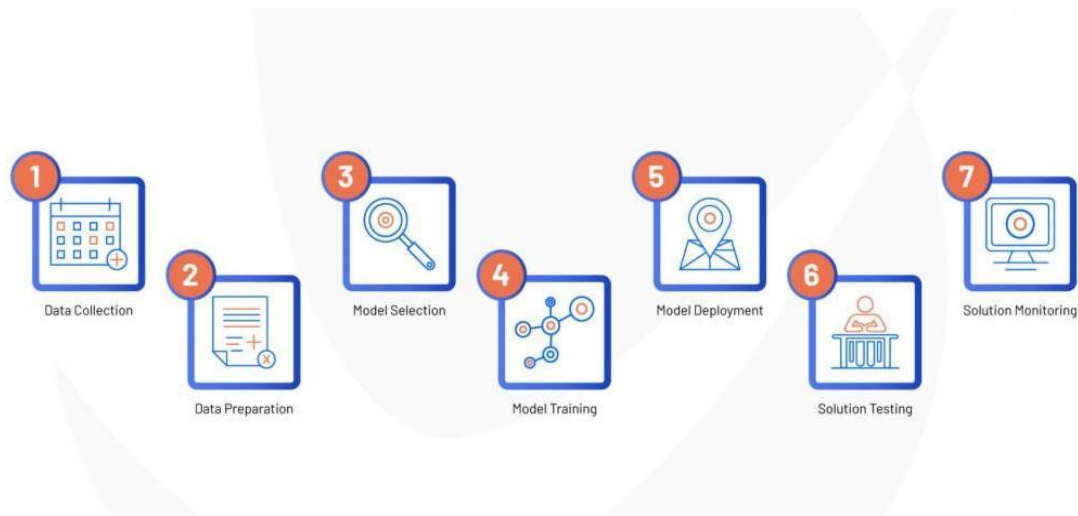 1
Data Collection
2
Data Preparation
3
Model Selection
4
Model Training
5
Model Deployment
6
Solution Testing
7
Solution Monitoring